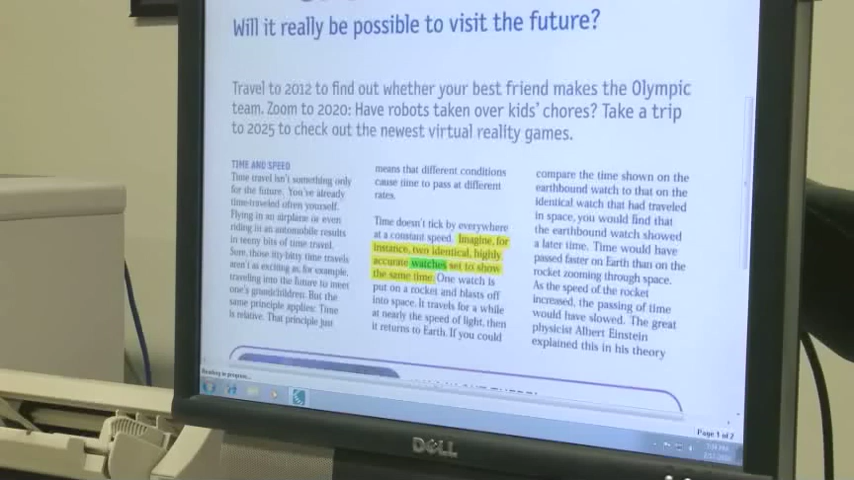 Will it really be possible to visit the future?
Travel to 2012 to find out whether your best friend makes the Olympic
team. Zoom to 2020: Have robots taken over kids' chores? Take a trip
to 2025 to check out the newest virtual reality games.
TIME AND SPEED
Time travel isn't something only
for the future. You've already
time-traveled often yourself.
Flying in an airplane or even
riding in an automobile results
in teeny bits of time travel.
Sure, those itty-bitty time travels
aren't as exciting as, for example,
traveling into the future to meet
one's grandchildren. But the
same principle applies: Time
is relative. That principle just
means that different conditions
cause time to pass at different
rates.
Time doesn't tick by everywhere
at a constant speed. Imagine, for
instance, two identical, highly
accurate watches set to show
the same time. One watch is
put on a rocket and blasts off
into space. It travels for a while
at nearly the speed of light, then
it returns to Earth. If you could
compare the time shown on the
earthbound watch to that on the
identical watch that had traveled
in space, you would find that
the earthbound watch showed
a later time. Time would have
passed faster on Earth than on the
rocket zooming through space.
As the speed of the rocket
increased, the passing of time
would have slowed. The great
physicist Albert Einstein
explained this in his theory
Reading in progress...
Page 1 of 2
DELL